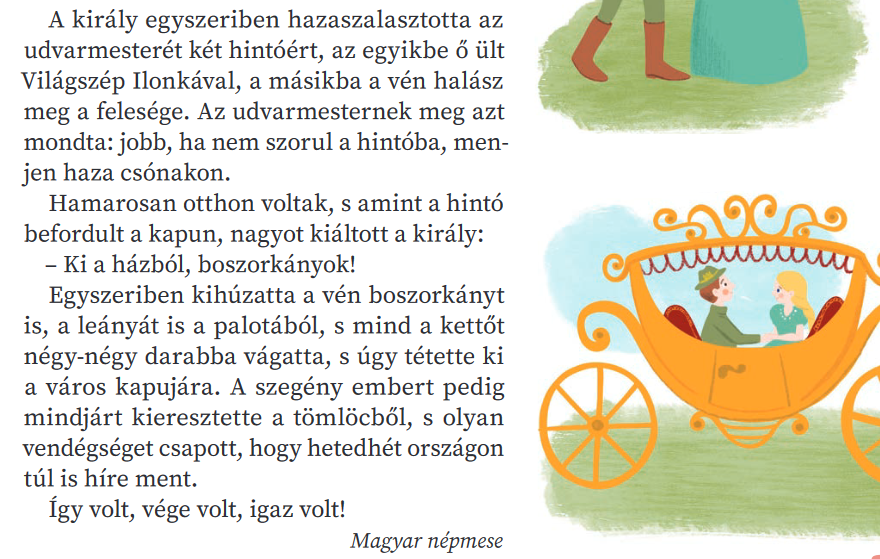 A király egyszeriben hazaszalasztotta az
udvarmesterét két hintóért, az egyikbe ő ült
Világszép Ilonkával, a másikba a vén halász
meg a felesége. Az udvarmesternek meg azt
mondta: jobb, ha nem szorul a hintóba, men-
jen haza csónakon.
Hamarosan otthon voltak, s amint a hintó
befordult a kapun, nagyot kiáltott a király:
– Ki a házból, boszorkányok!
Egyszeriben kihúzatta a vén boszorkányt
is, a leányát is a palotából, s mind a kettőt
négy-négy darabba vágatta, s úgy tétette ki
a város kapujára. A szegény embert pedig
mindjárt kieresztette a tömlöcből, s olyan
vendégséget csapott, hogy hetedhét országon
túl is híre ment.
Így volt, vége volt, igaz volt!
Magyar népmese